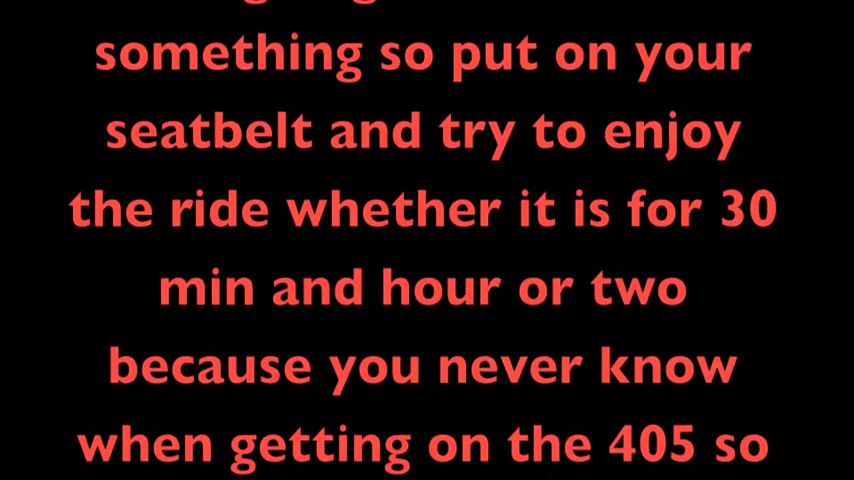 something so put on your
seatbelt and try to enjoy
the ride whether it is for 30
min and hour or two
because you never know
when getting on the 405 so